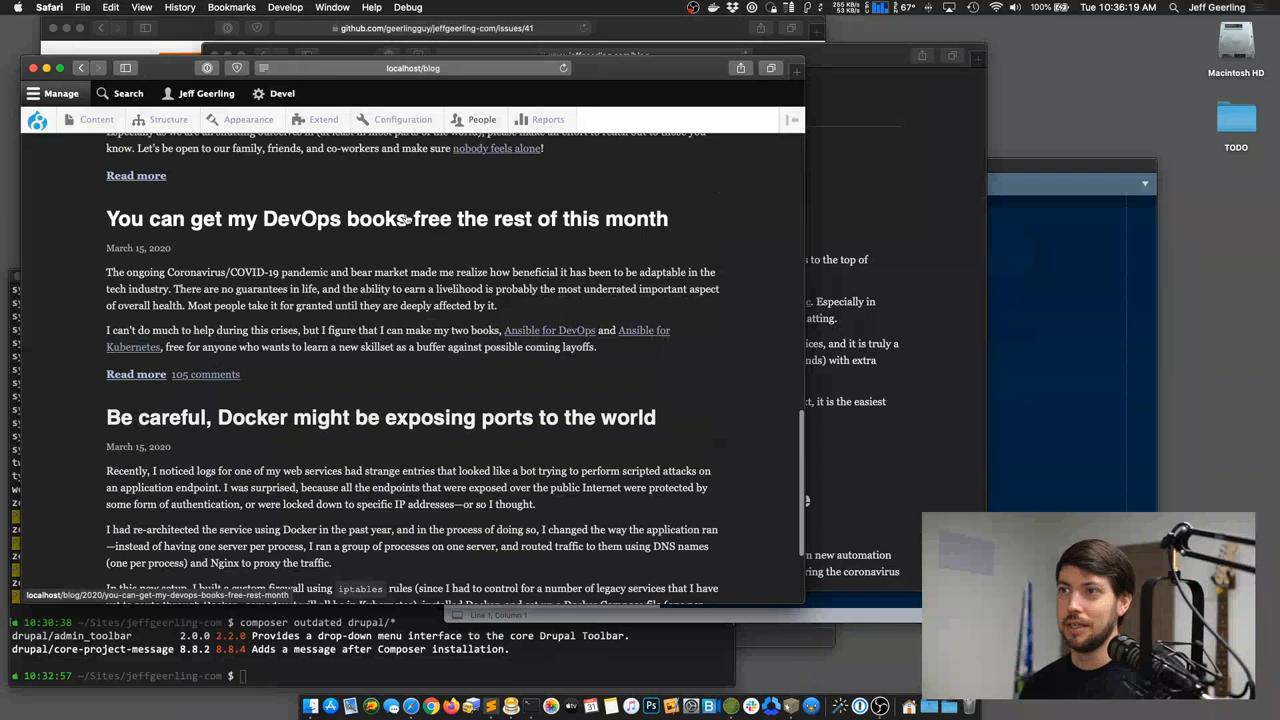 Safari File Edit View History Bookmarks Develop Window Help Debug
67° 100% Tue 10:36:19 AM Jeff Geerling
github.com/geerlingguy/jeffgeerling-com/issues/41
localhost/blog
Manage Search Jeff Geerling Devel
Content Structure Appearance Extend Configuration People Reports
know. Let's be open to our family, friends, and co-workers and make sure nobody feels alone!
Read more
You can get my DevOps books free the rest of this month
March 15, 2020
The ongoing Coronavirus/COVID-19 pandemic and bear market made me realize how beneficial it has been to be adaptable in the
tech industry. There are no guarantees in life, and the ability to earn a livelihood is probably the most underrated important aspect
of overall health. Most people take it for granted until they are deeply affected by it.
I can't do much to help during this crises, but I figure that I can make my two books, Ansible for DevOps and Ansible for
Kubernetes, free for anyone who wants to learn a new skillset as a buffer against possible coming layoffs.
Read more 105 comments
Be careful, Docker might be exposing ports to the world
March 15, 2020
Recently, I noticed logs for one of my web services had strange entries that looked like a bot trying to perform scripted attacks on
an application endpoint. I was surprised, because all the endpoints that were exposed over the public Internet were protected by
some form of authentication, or were locked down to specific IP addresses—or so I thought.
I had re-architected the service using Docker in the past year, and in the process of doing so, I changed the way the application ran
—instead of having one server per process, I ran a group of processes on one server, and routed traffic to them using DNS names
(one per process) and Nginx to proxy the traffic.
In this new setup, I built a custom firewall using iptables rules (since I had to control for a number of legacy services that I have
localhost/blog/2020/you-can-get-my-devops-books-free-rest-month
s to the top of
. Especially in
atting.
ices, and it is truly a
nds) with extra
xt, it is the easiest
n new automation
ring the coronavirus
Line 1, Column 1
10:30:38 ~/Sites/jeffgeerling-com $ composer outdated drupal/*
drupal/admin_toolbar 2.0.0 2.2.0 Provides a drop-down menu interface to the core Drupal Toolbar.
drupal/core-project-message 8.8.2 8.8.4 Adds a message after Composer installation.
10:32:57 ~/Sites/jeffgeerling-com $
Macintosh HD
TODO